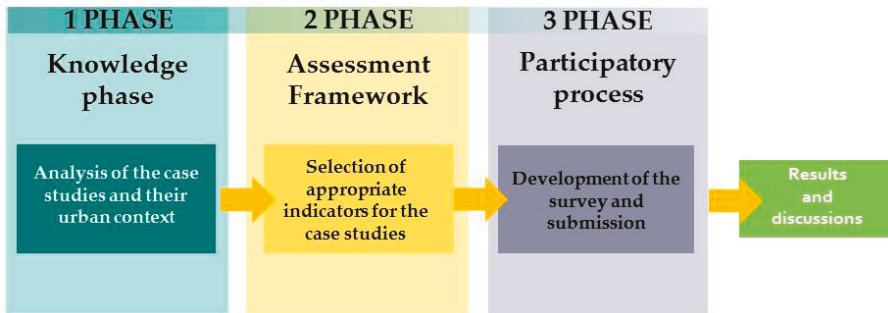 1 PHASE
Knowledge
phase
Analysis of the case
studies and their
urban context
2 PHASE
Assessment
Framework
Selection of
appropriate
indicators for the
case studies
3 PHASE
Participatory
process
Development of the
survey and
submission
Results
and
discussions